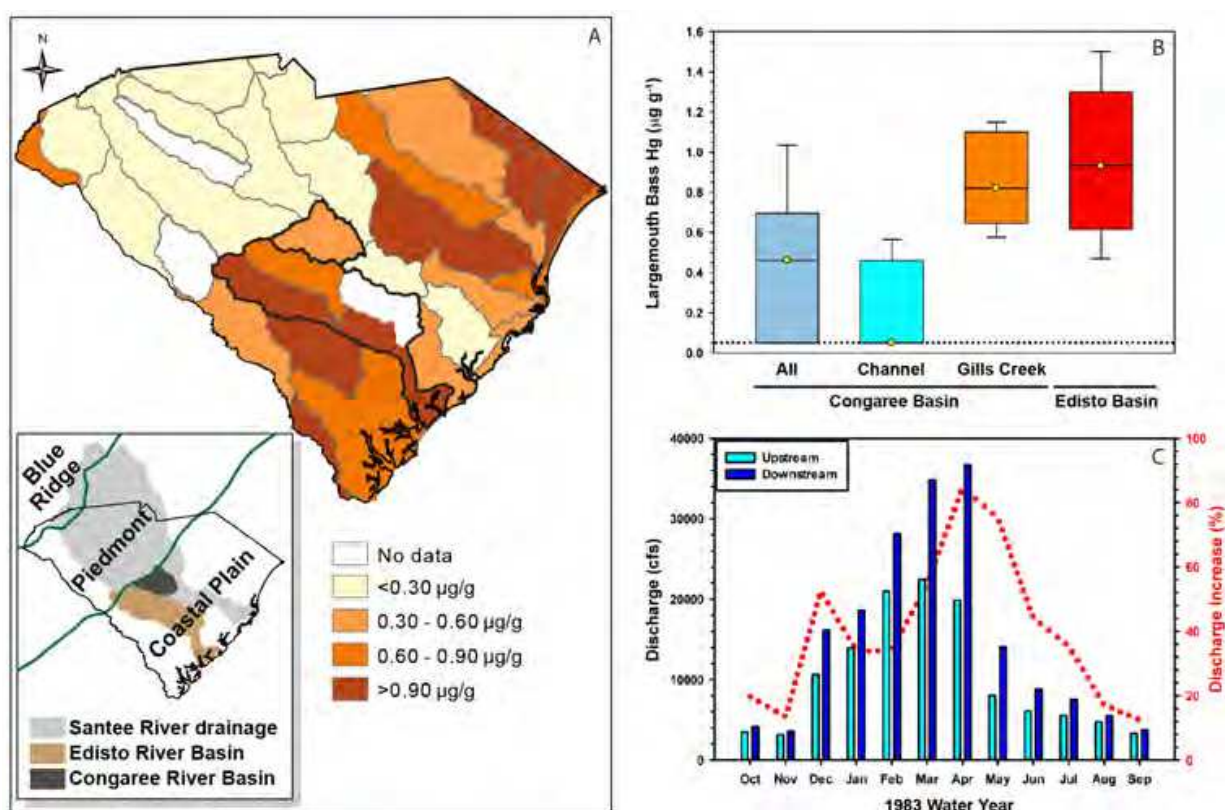 A
N
No data
<0.30 µg/g
0.30 - 0.60 µg/g
0.60 - 0.90 µg/g
>0.90 µg/g
Blue
Ridge
Piedmont
Coastal Plain
Santee River drainage
Edisto River Basin
Congaree River Basin
B
Largemouth Bass Hg (µg g⁻¹)
1.6
1.4
1.2
1.0
0.8
0.6
0.4
0.2
0.0
All Channel Gills Creek
Congaree Basin Edisto Basin
C
Upstream
Downstream
Discharge (cfs)
40000
30000
20000
10000
0
Discharge Increase (%)
100
80
60
40
20
0
Oct Nov Dec Jan Feb Mar Apr May Jun Jul Aug Sep
1983 Water Year